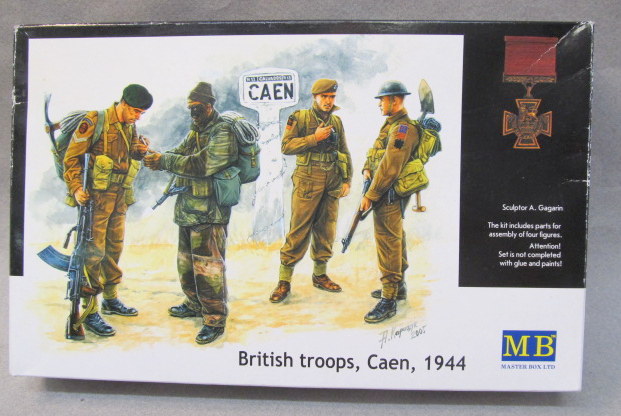 CAEN
Sculptor A. Gagarin
The kit includes parts for
assembly of four figures.
Attention!
Set is not completed
with glue and paints!
2005
British troops, Caen, 1944
MB
MASTER BOX LTD